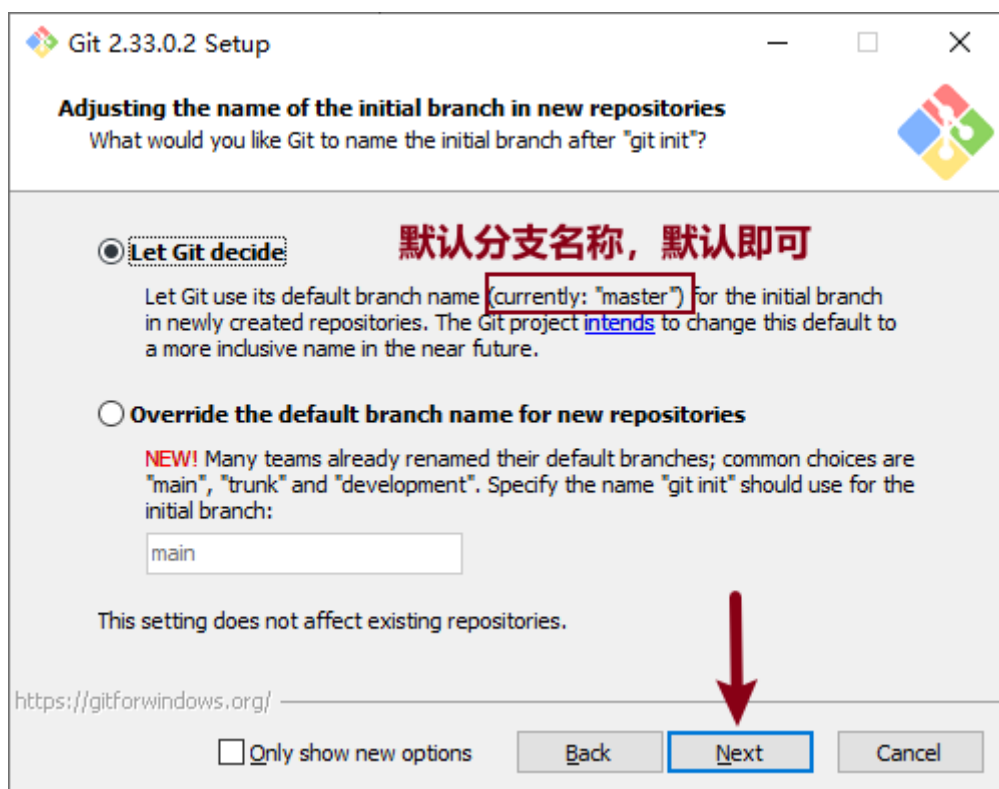 Git 2.33.0.2 Setup
Adjusting the name of the initial branch in new repositories
What would you like Git to name the initial branch after "git init"?
默认分支名称，默认即可
Let Git decide
Let Git use its default branch name (currently: "master") for the initial branch
in newly created repositories. The Git project intends to change this default to
a more inclusive name in the near future.
Override the default branch name for new repositories
NEW! Many teams already renamed their default branches; common choices are
"main", "trunk" and "development". Specify the name "git init" should use for the
initial branch:
main
This setting does not affect existing repositories.
https://gitforwindows.org/
Only show new options
Back
Next
Cancel